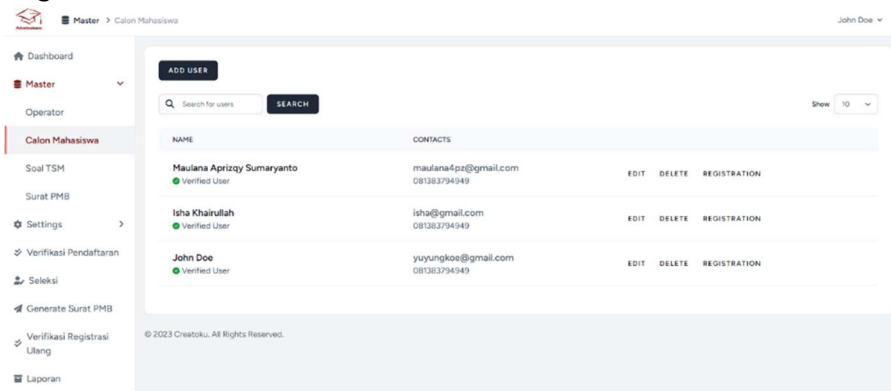 Master > Calon Mahasiswa
John Doe
Dashboard
Master
Operator
Calon Mahasiswa
Soal TSM
Surat PMB
Settings
Verifikasi Pendaftaran
Seleksi
Generate Surat PMB
Verifikasi Registrasi
Ulang
Laporan
ADD USER
Search for users SEARCH
Show 10
NAME CONTACTS
Maulana Aprizqy Sumaryanto maulana4pz@gmail.com
Verified User 081383794949
EDIT DELETE REGISTRATION
Isha Khairullah isha@gmail.com
Verified User 081383794949
EDIT DELETE REGISTRATION
John Doe yuyungkoe@gmail.com
Verified User 081383794949
EDIT DELETE REGISTRATION
© 2023 Creatoku. All Rights Reserved.